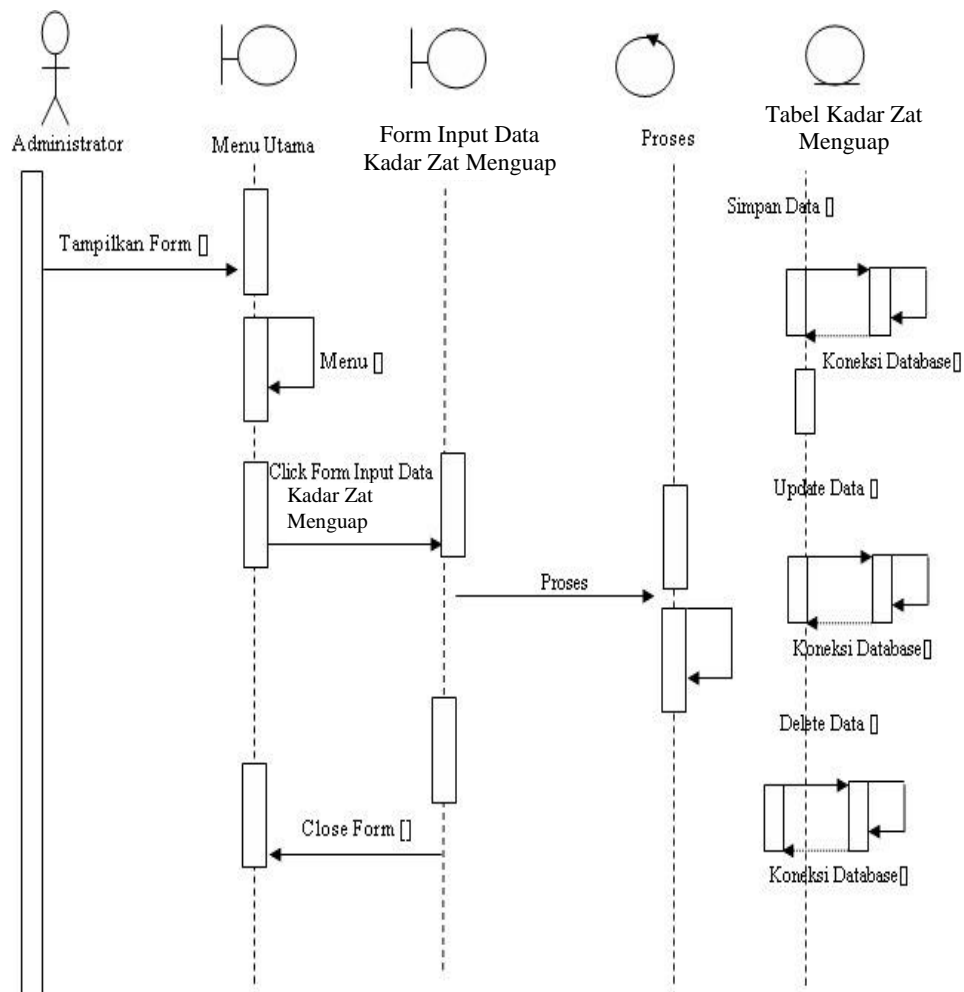 Administrator
Menu Utama
Form Input Data
Kadar Zat Menguap
Proses
Tabel Kadar Zat
Menguap
Simpan Data []
Tampilkan Form []
Menu []
Koneksi Database[]
Click Form Input Data
Kadar Zat
Menguap
Update Data []
Proses
Koneksi Database[]
Delete Data []
Close Form []
Koneksi Database[]